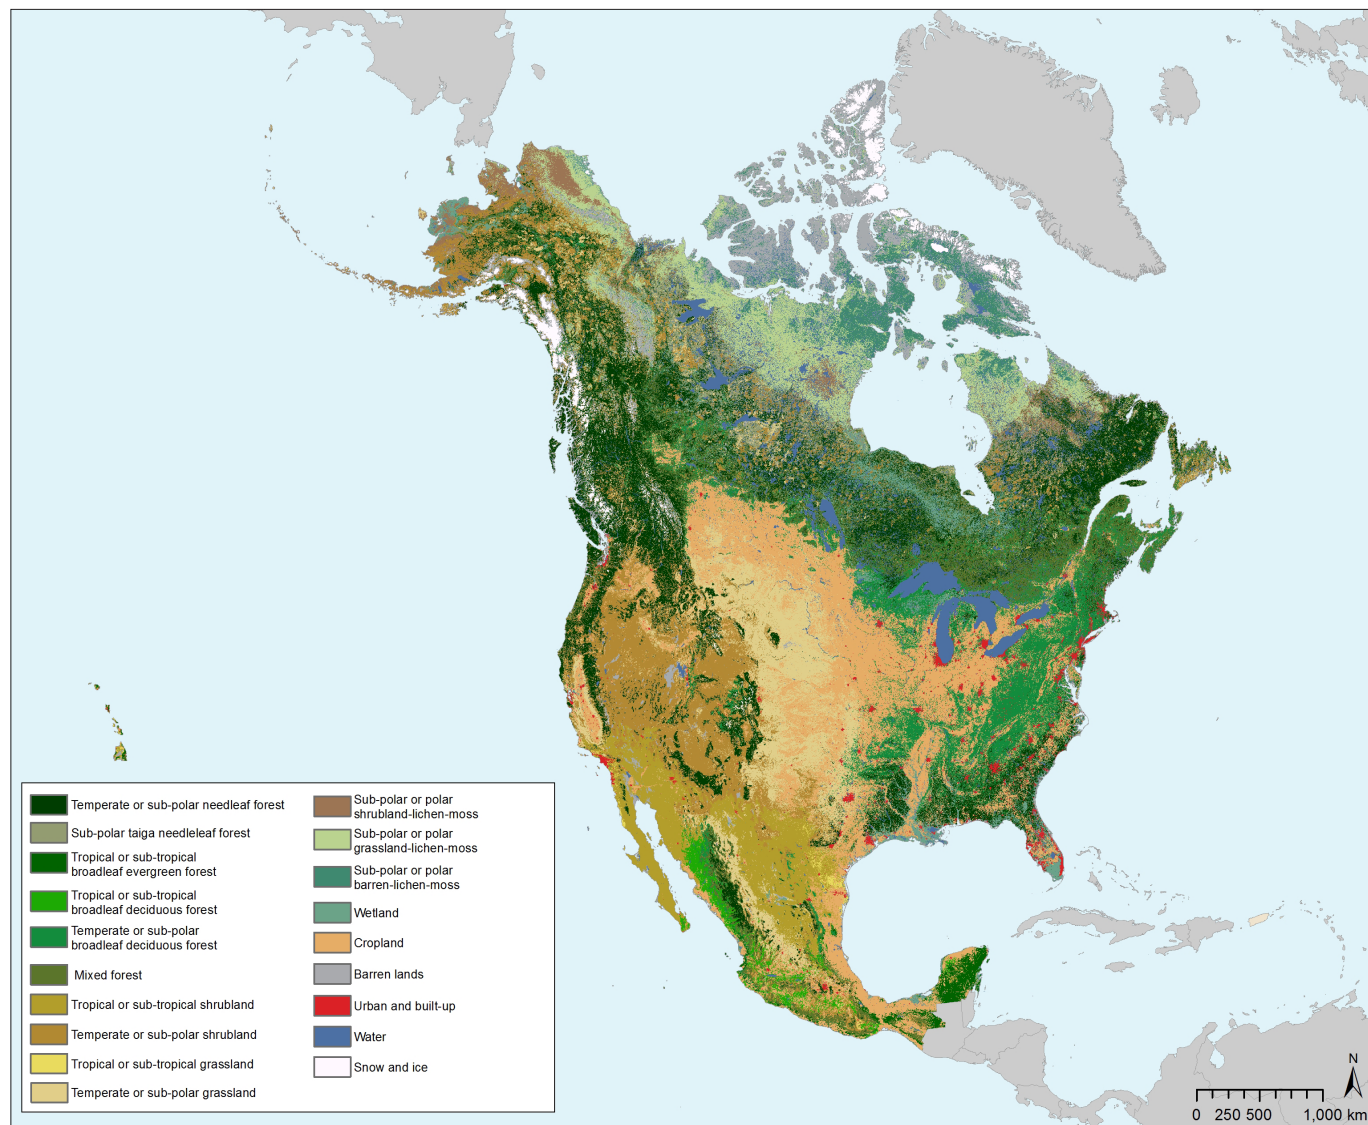 Temperate or sub-polar needleaf forest
Sub-polar taiga needleleaf forest
Tropical or sub-tropical
broadleaf evergreen forest
Tropical or sub-tropical
broadleaf deciduous forest
Temperate or sub-polar
broadleaf deciduous forest
Mixed forest
Tropical or sub-tropical shrubland
Temperate or sub-polar shrubland
Tropical or sub-tropical grassland
Temperate or sub-polar grassland
Sub-polar or polar
shrubland-lichen-moss
Sub-polar or polar
grassland-lichen-moss
Sub-polar or polar
barren-lichen-moss
Wetland
Cropland
Barren lands
Urban and built-up
Water
Snow and ice
N
0 250 500 1,000 km